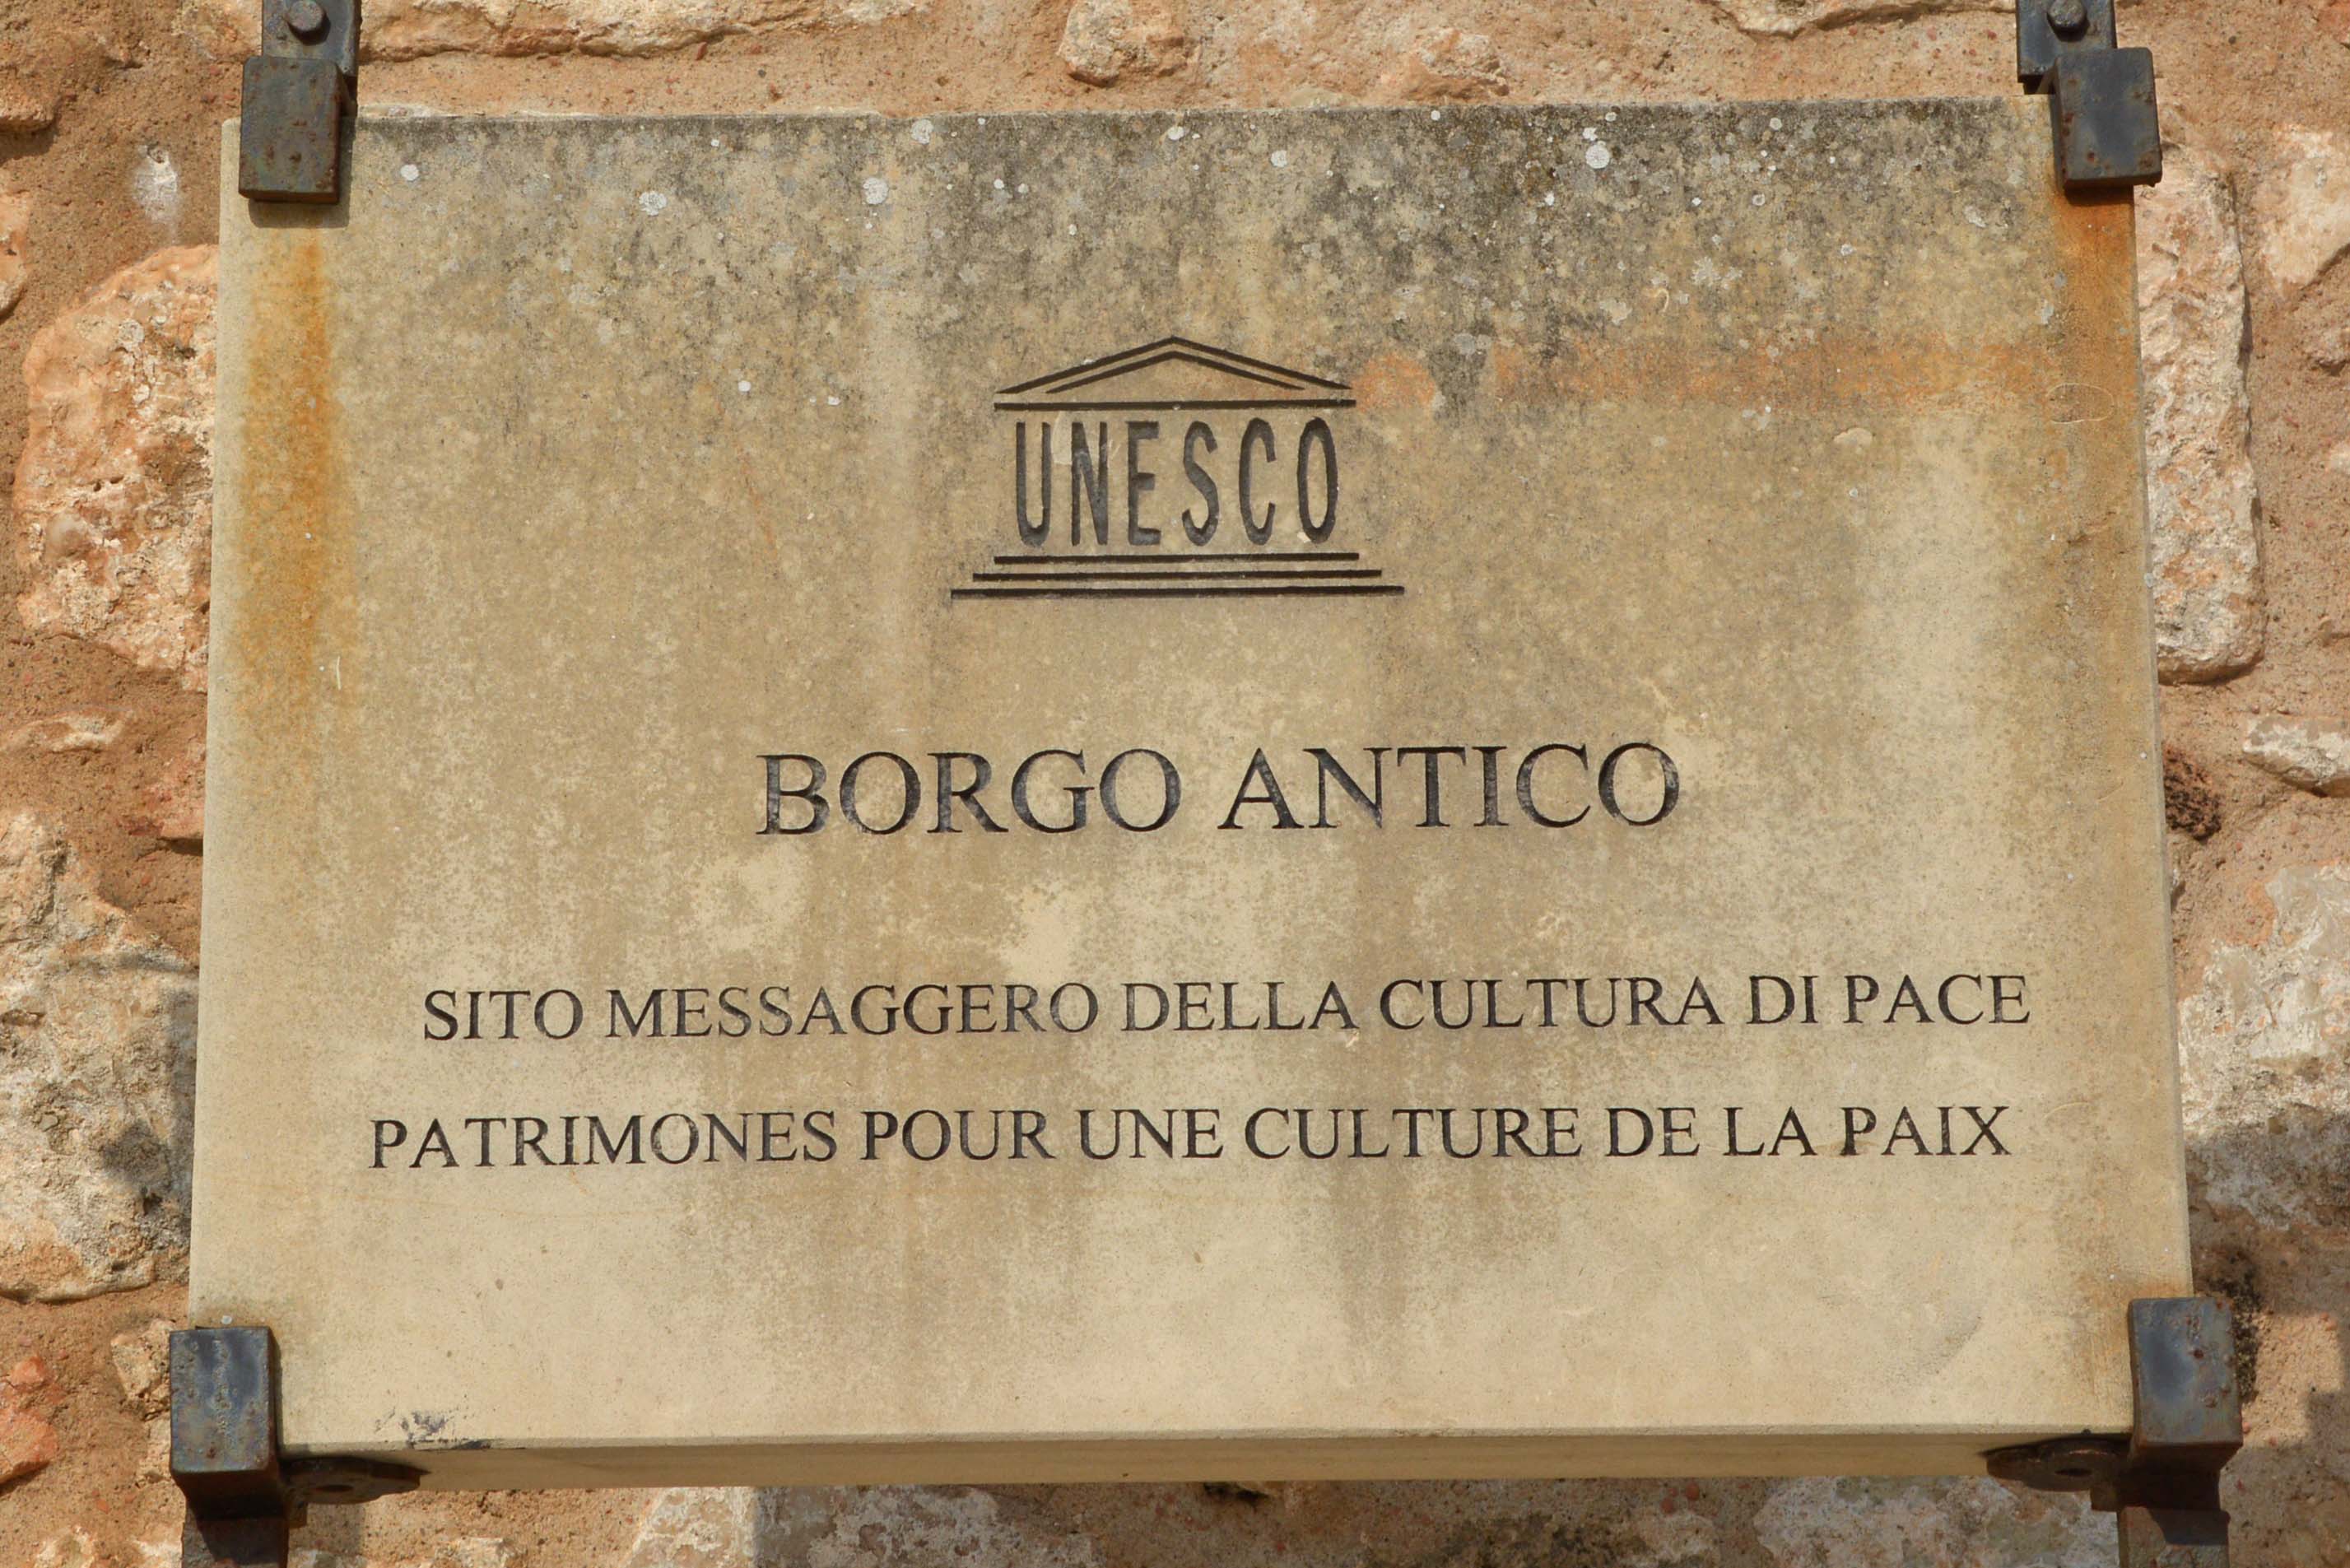 UNESCO
BORGO ANTICO
SITO MESSAGGERO DELLA CULTURA DI PACE
PATRIMONES POUR UNE CULTURE DE LA PAIX